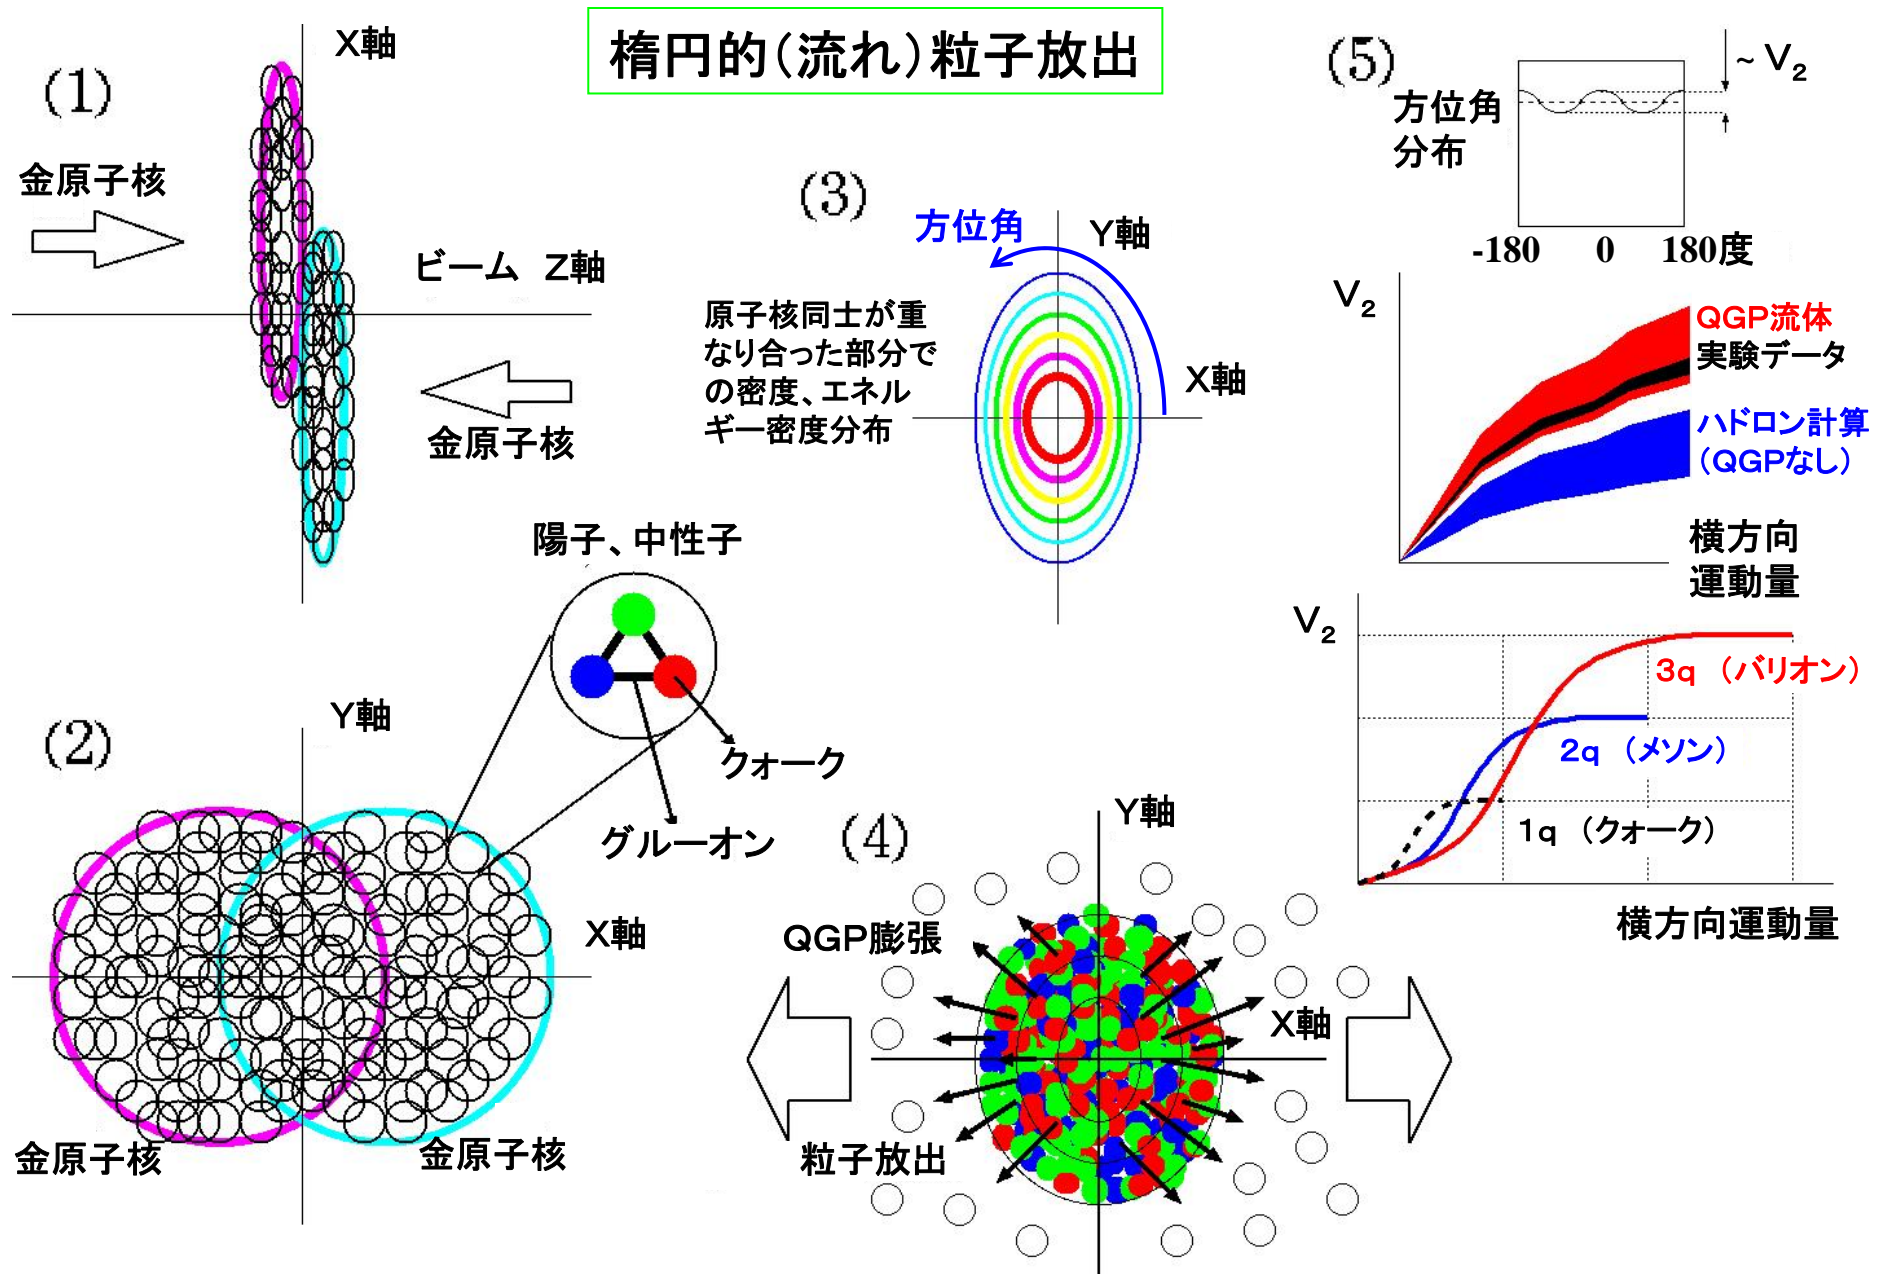 楕円的（流れ）粒子放出
(1)
X軸
金原子核
ビーム　Z軸
金原子核
(2)
Y軸
X軸
金原子核
金原子核
陽子、中性子
クォーク
グルーオン
(3)
方位角
Y軸
X軸
原子核同士が重
なり合った部分で
の密度、エネル
ギー密度分布
(4)
Y軸
QGP膨張
X軸
粒子放出
(5)
方位角
分布
~ V2
-180 0 180度
V2
QGP流体
実験データ
ハドロン計算
（QGPなし）
横方向
運動量
V2
3q （バリオン）
2q （メソン）
1q （クォーク）
横方向運動量